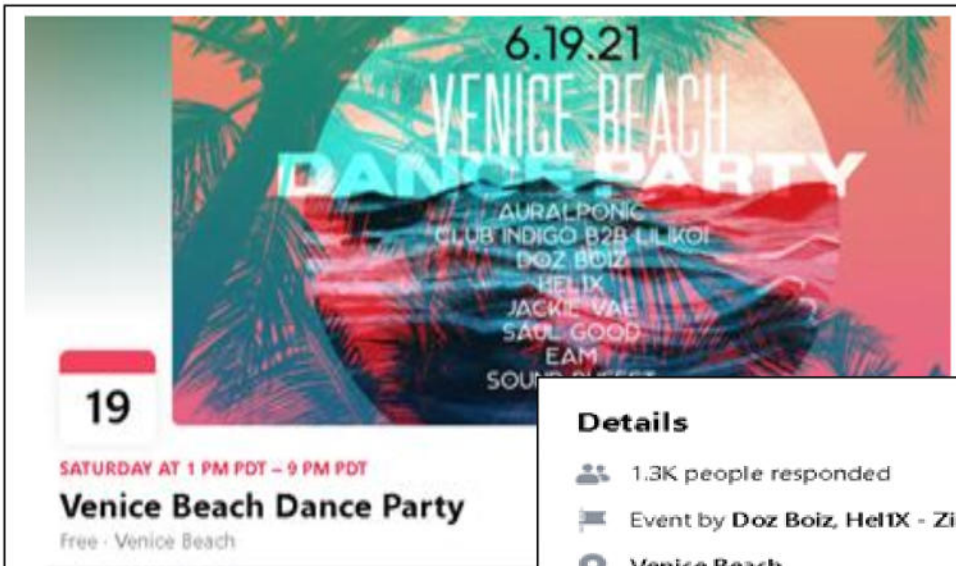 6.19.21
VENICE BEACH
DANCE PARTY
AURALPONIC
CLUB INDIGO B2B LILIKOI
DOZ BOIZ
HEL1X
JACKIE VAE
SAUL GOOD
EAM
SOUND
19
SATURDAY AT 1 PM PDT – 9 PM PDT
Venice Beach Dance Party
Free · Venice Beach
Details
1.3K people responded
Event by Doz Boiz, Hel1X - Zi
Venice Beach